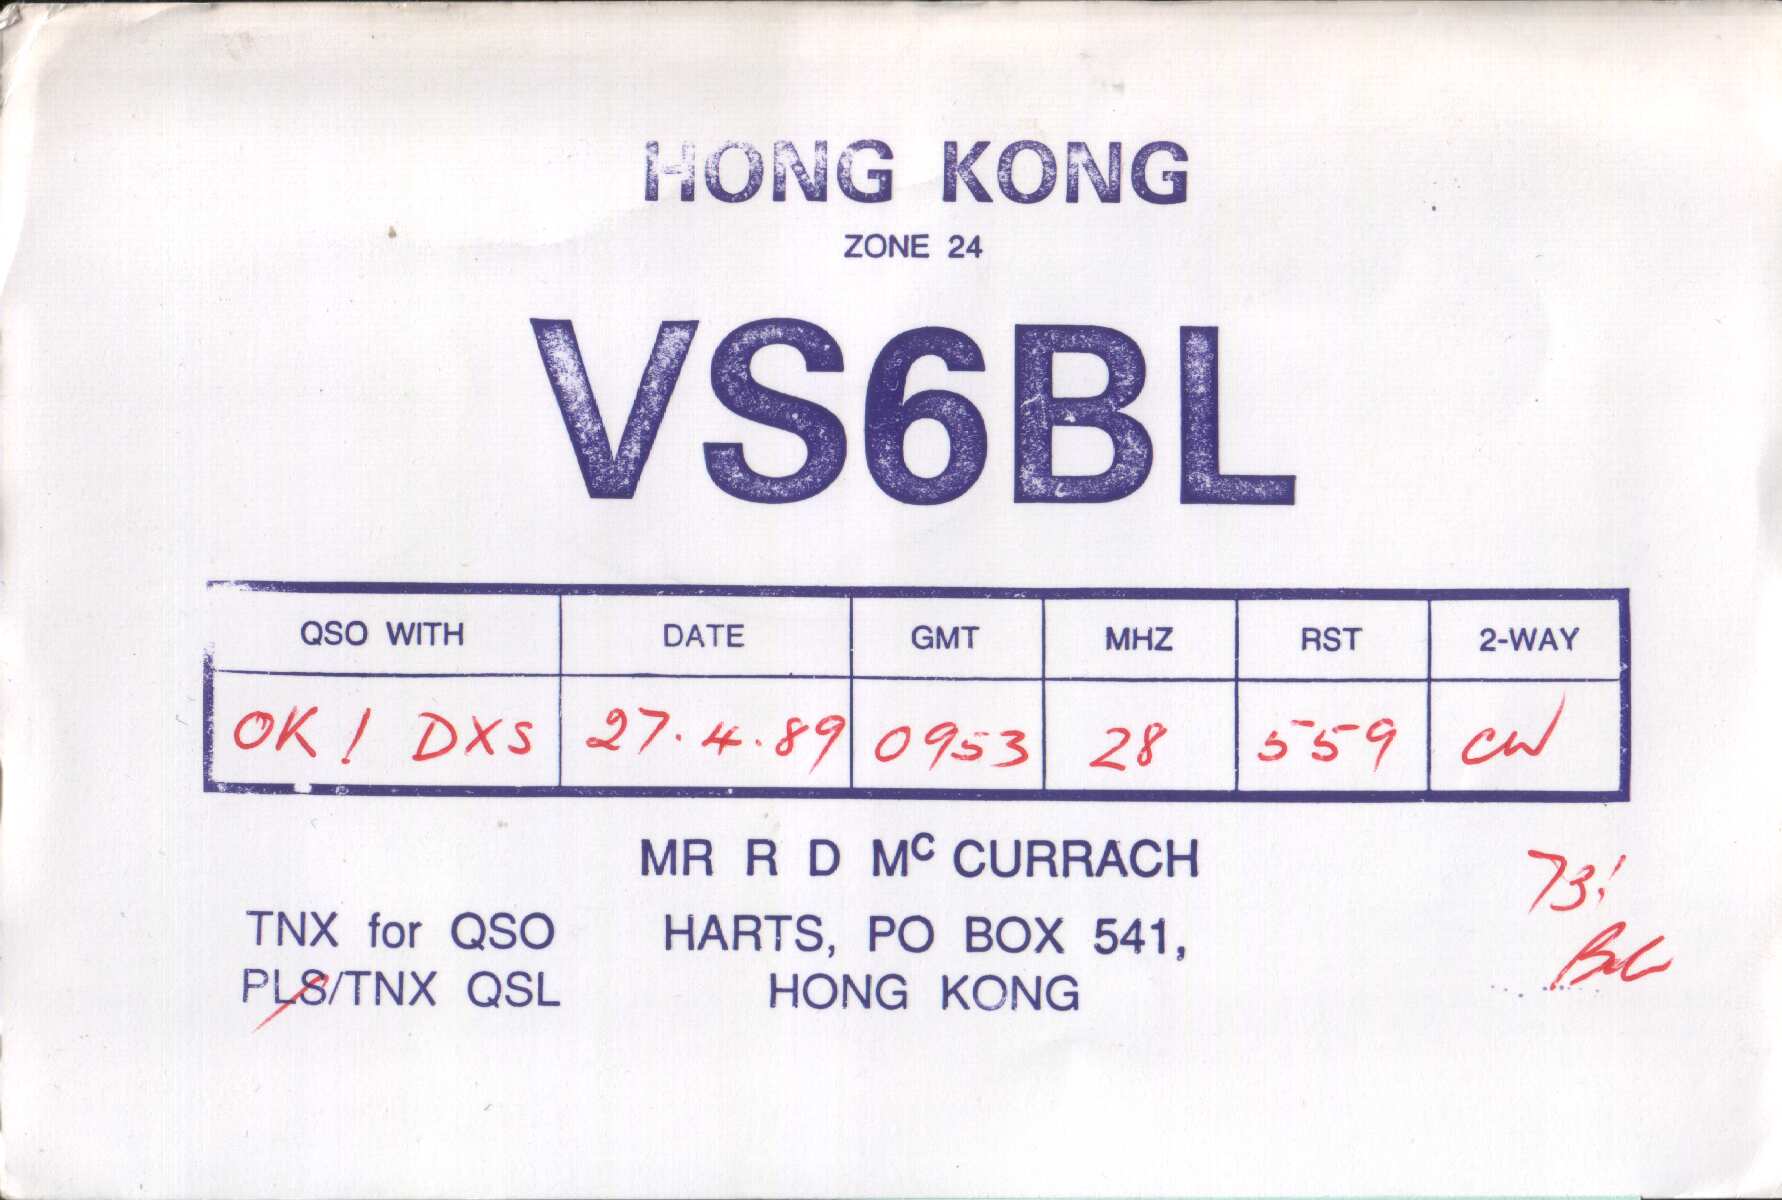 HONG KONG
ZONE 24
VS6BL
QSO WITH DATE GMT MHZ RST 2-WAY
OK1DXS 27.4.89 0953 28 559 CW
MR R D Mc CURRACH
TNX for QSO HARTS, PO BOX 541,
PLS/TNX QSL HONG KONG
73!
Bob